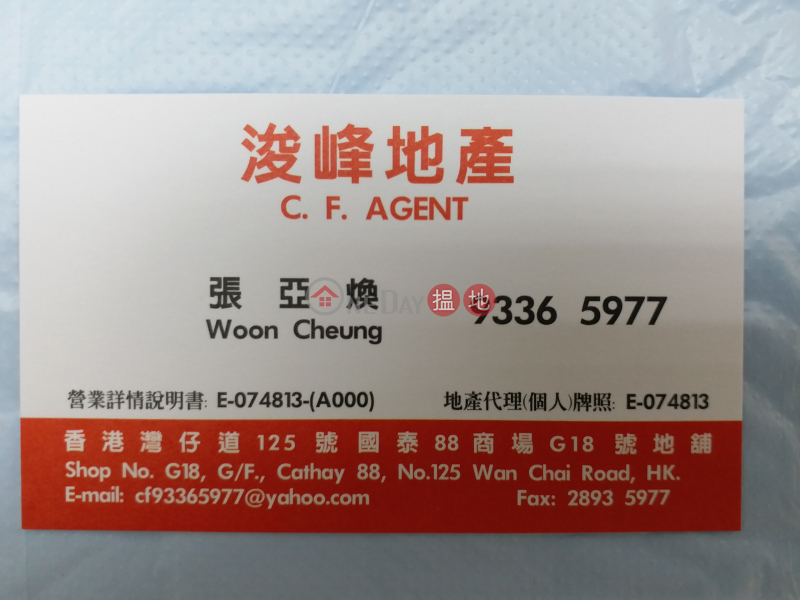 浚峰地產
C. F. AGENT
張亞煥
Woon Cheung
9336 5977
OneDay 搵地
營業詳情說明書: E-074813-(A000)
地產代理(個人)牌照: E-074813
香港灣仔道125號國泰88商場G18號地舖
Shop No. G18, G/F., Cathay 88, No.125 Wan Chai Road, HK.
E-mail: cf93365977@yahoo.com
Fax: 2893 5977